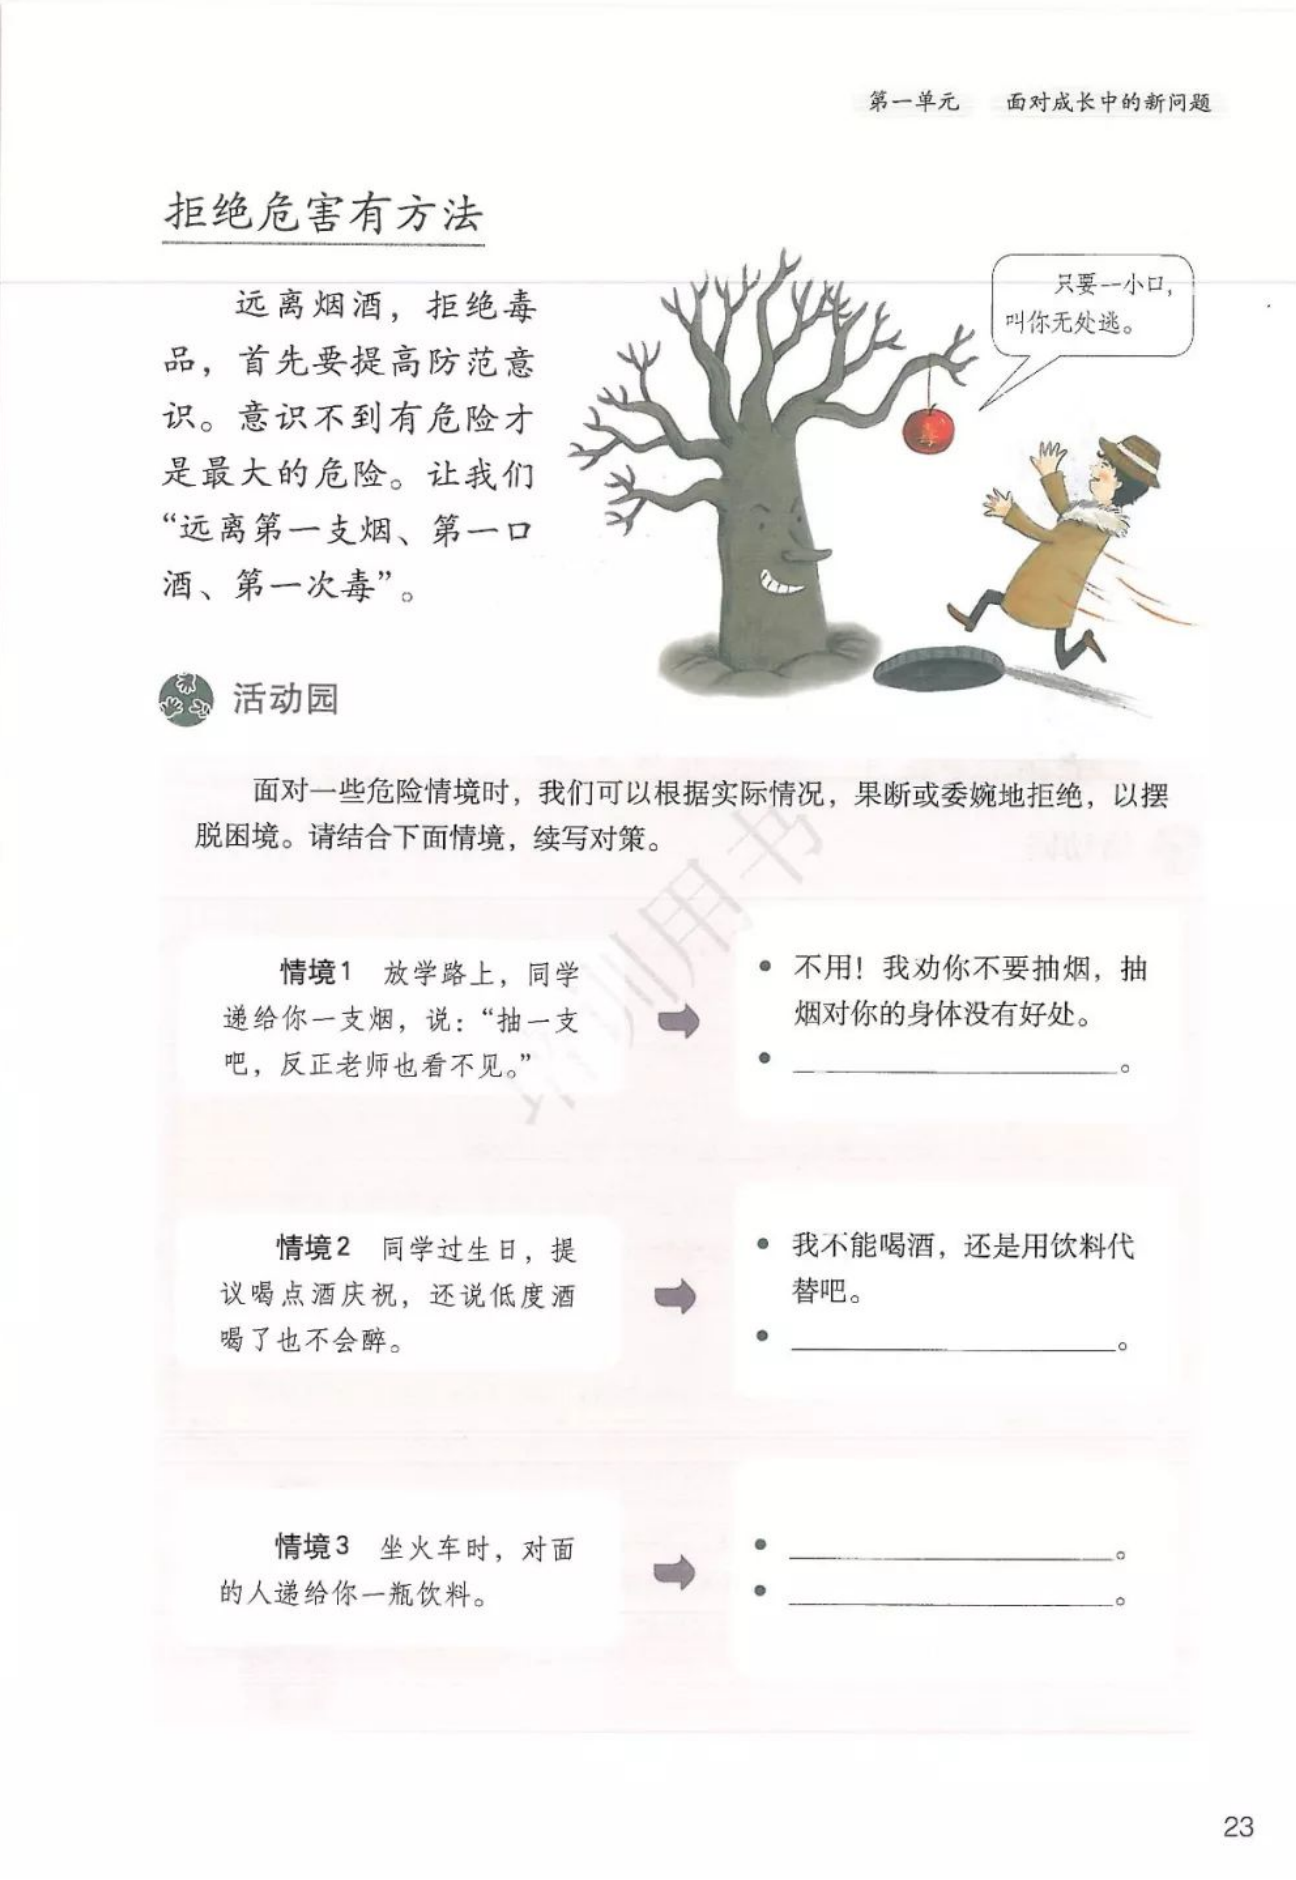 第一单元 面对成长中的新问题
拒绝危害有方法
远离烟酒，拒绝毒
品，首先要提高防范意
识。意识不到有危险才
是最大的危险。让我们
“远离第一支烟、第一口
酒、第一次毒”。
只要一小口，
叫你无处逃。
毒
活动园
面对一些危险情境时，我们可以根据实际情况，果断或委婉地拒绝，以摆
脱困境。请结合下面情境，续写对策。
情境1 放学路上，同学
递给你一支烟，说：“抽一支
吧，反正老师也看不见。”
● 不用！我劝你不要抽烟，抽
烟对你的身体没有好处。
● ____________。
情境2 同学过生日，提
议喝点酒庆祝，还说低度酒
喝了也不会醉。
● 我不能喝酒，还是用饮料代
替吧。
● ____________。
情境3 坐火车时，对面
的人递给你一瓶饮料。
● ____________。
● ____________。
培训用书
23